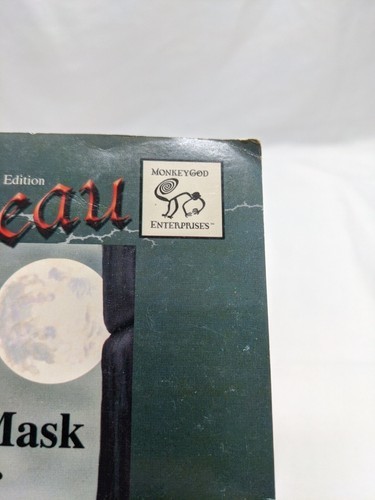 Edition
MONKEYGOD
eau
ENTERPRISES™
Mask